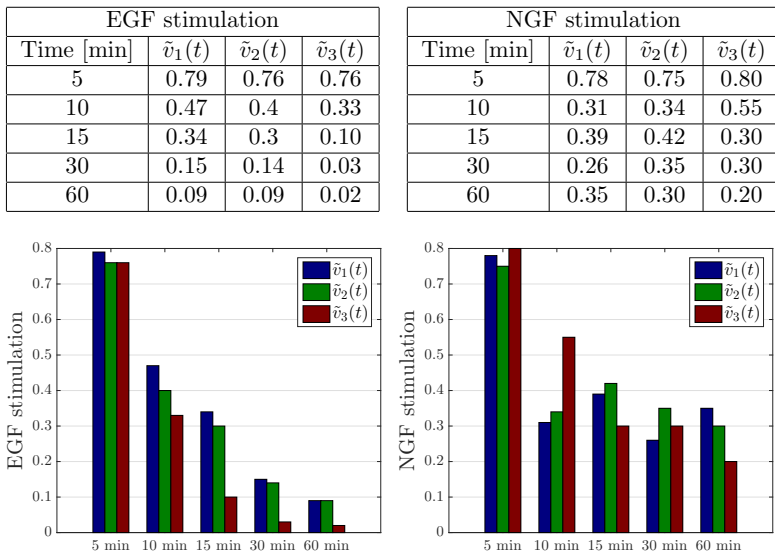 EGF stimulation
Time [min] ṽ₁(t) ṽ₂(t) ṽ₃(t)
5 0.79 0.76 0.76
10 0.47 0.4 0.33
15 0.34 0.3 0.10
30 0.15 0.14 0.03
60 0.09 0.09 0.02
NGF stimulation
Time [min] ṽ₁(t) ṽ₂(t) ṽ₃(t)
5 0.78 0.75 0.80
10 0.31 0.34 0.55
15 0.39 0.42 0.30
30 0.26 0.35 0.30
60 0.35 0.30 0.20
EGF stimulation
0.8
0.7
0.6
0.5
0.4
0.3
0.2
0.1
0
ṽ₁(t)
ṽ₂(t)
ṽ₃(t)
5 min 10 min 15 min 30 min 60 min
NGF stimulation
0.8
0.7
0.6
0.5
0.4
0.3
0.2
0.1
0
ṽ₁(t)
ṽ₂(t)
ṽ₃(t)
5 min 10 min 15 min 30 min 60 min